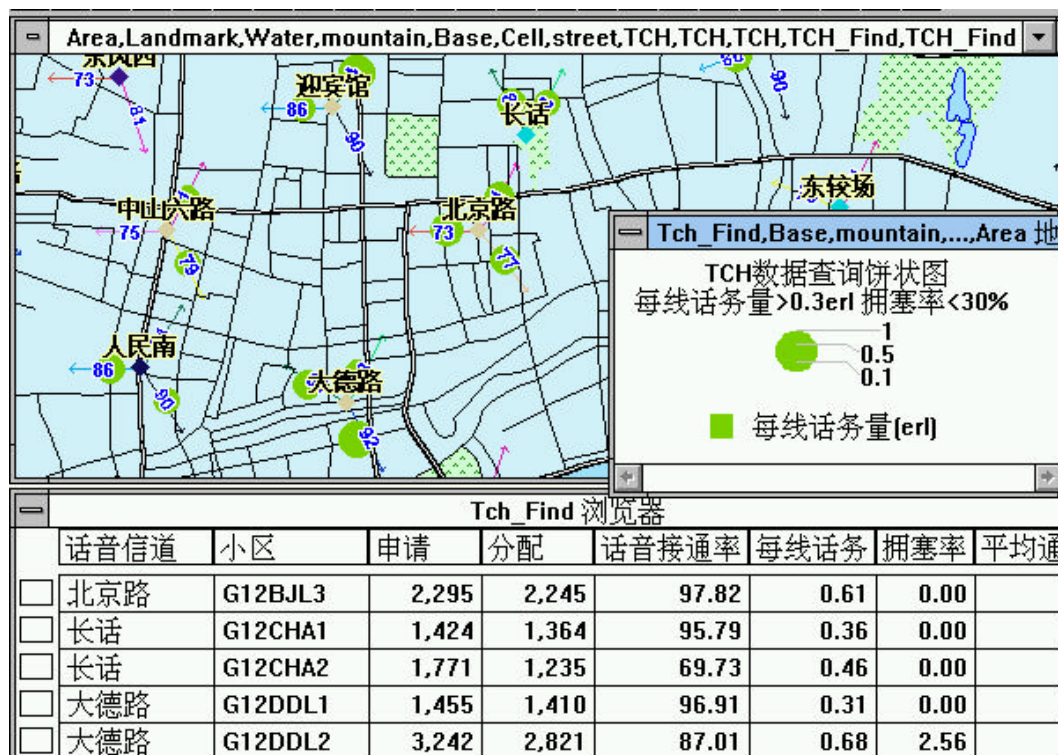 Area,Landmark,Water,mountain,Base,Cell,street,TCH,TCH,TCH,TCH_Find,TCH_Find
东风西
73
81
迎宾馆
86
90
长话
90
东较场
中山六路
75
79
北京路
73
77
人民南
86
90
大德路
92
Tch_Find,Base,mountain,...,Area 地
TCH数据查询饼状图
每线话务量>0.3erl 拥塞率<30%
1
0.5
0.1
每线话务量(erl)
Tch_Find 浏览器
话音信道 小区 申请 分配 话音接通率 每线话务 拥塞率 平均通
北京路 G12BJL3 2,295 2,245 97.82 0.61 0.00
长话 G12CHA1 1,424 1,364 95.79 0.36 0.00
长话 G12CHA2 1,771 1,235 69.73 0.46 0.00
大德路 G12DDL1 1,455 1,410 96.91 0.31 0.00
大德路 G12DDL2 3,242 2,821 87.01 0.68 2.56